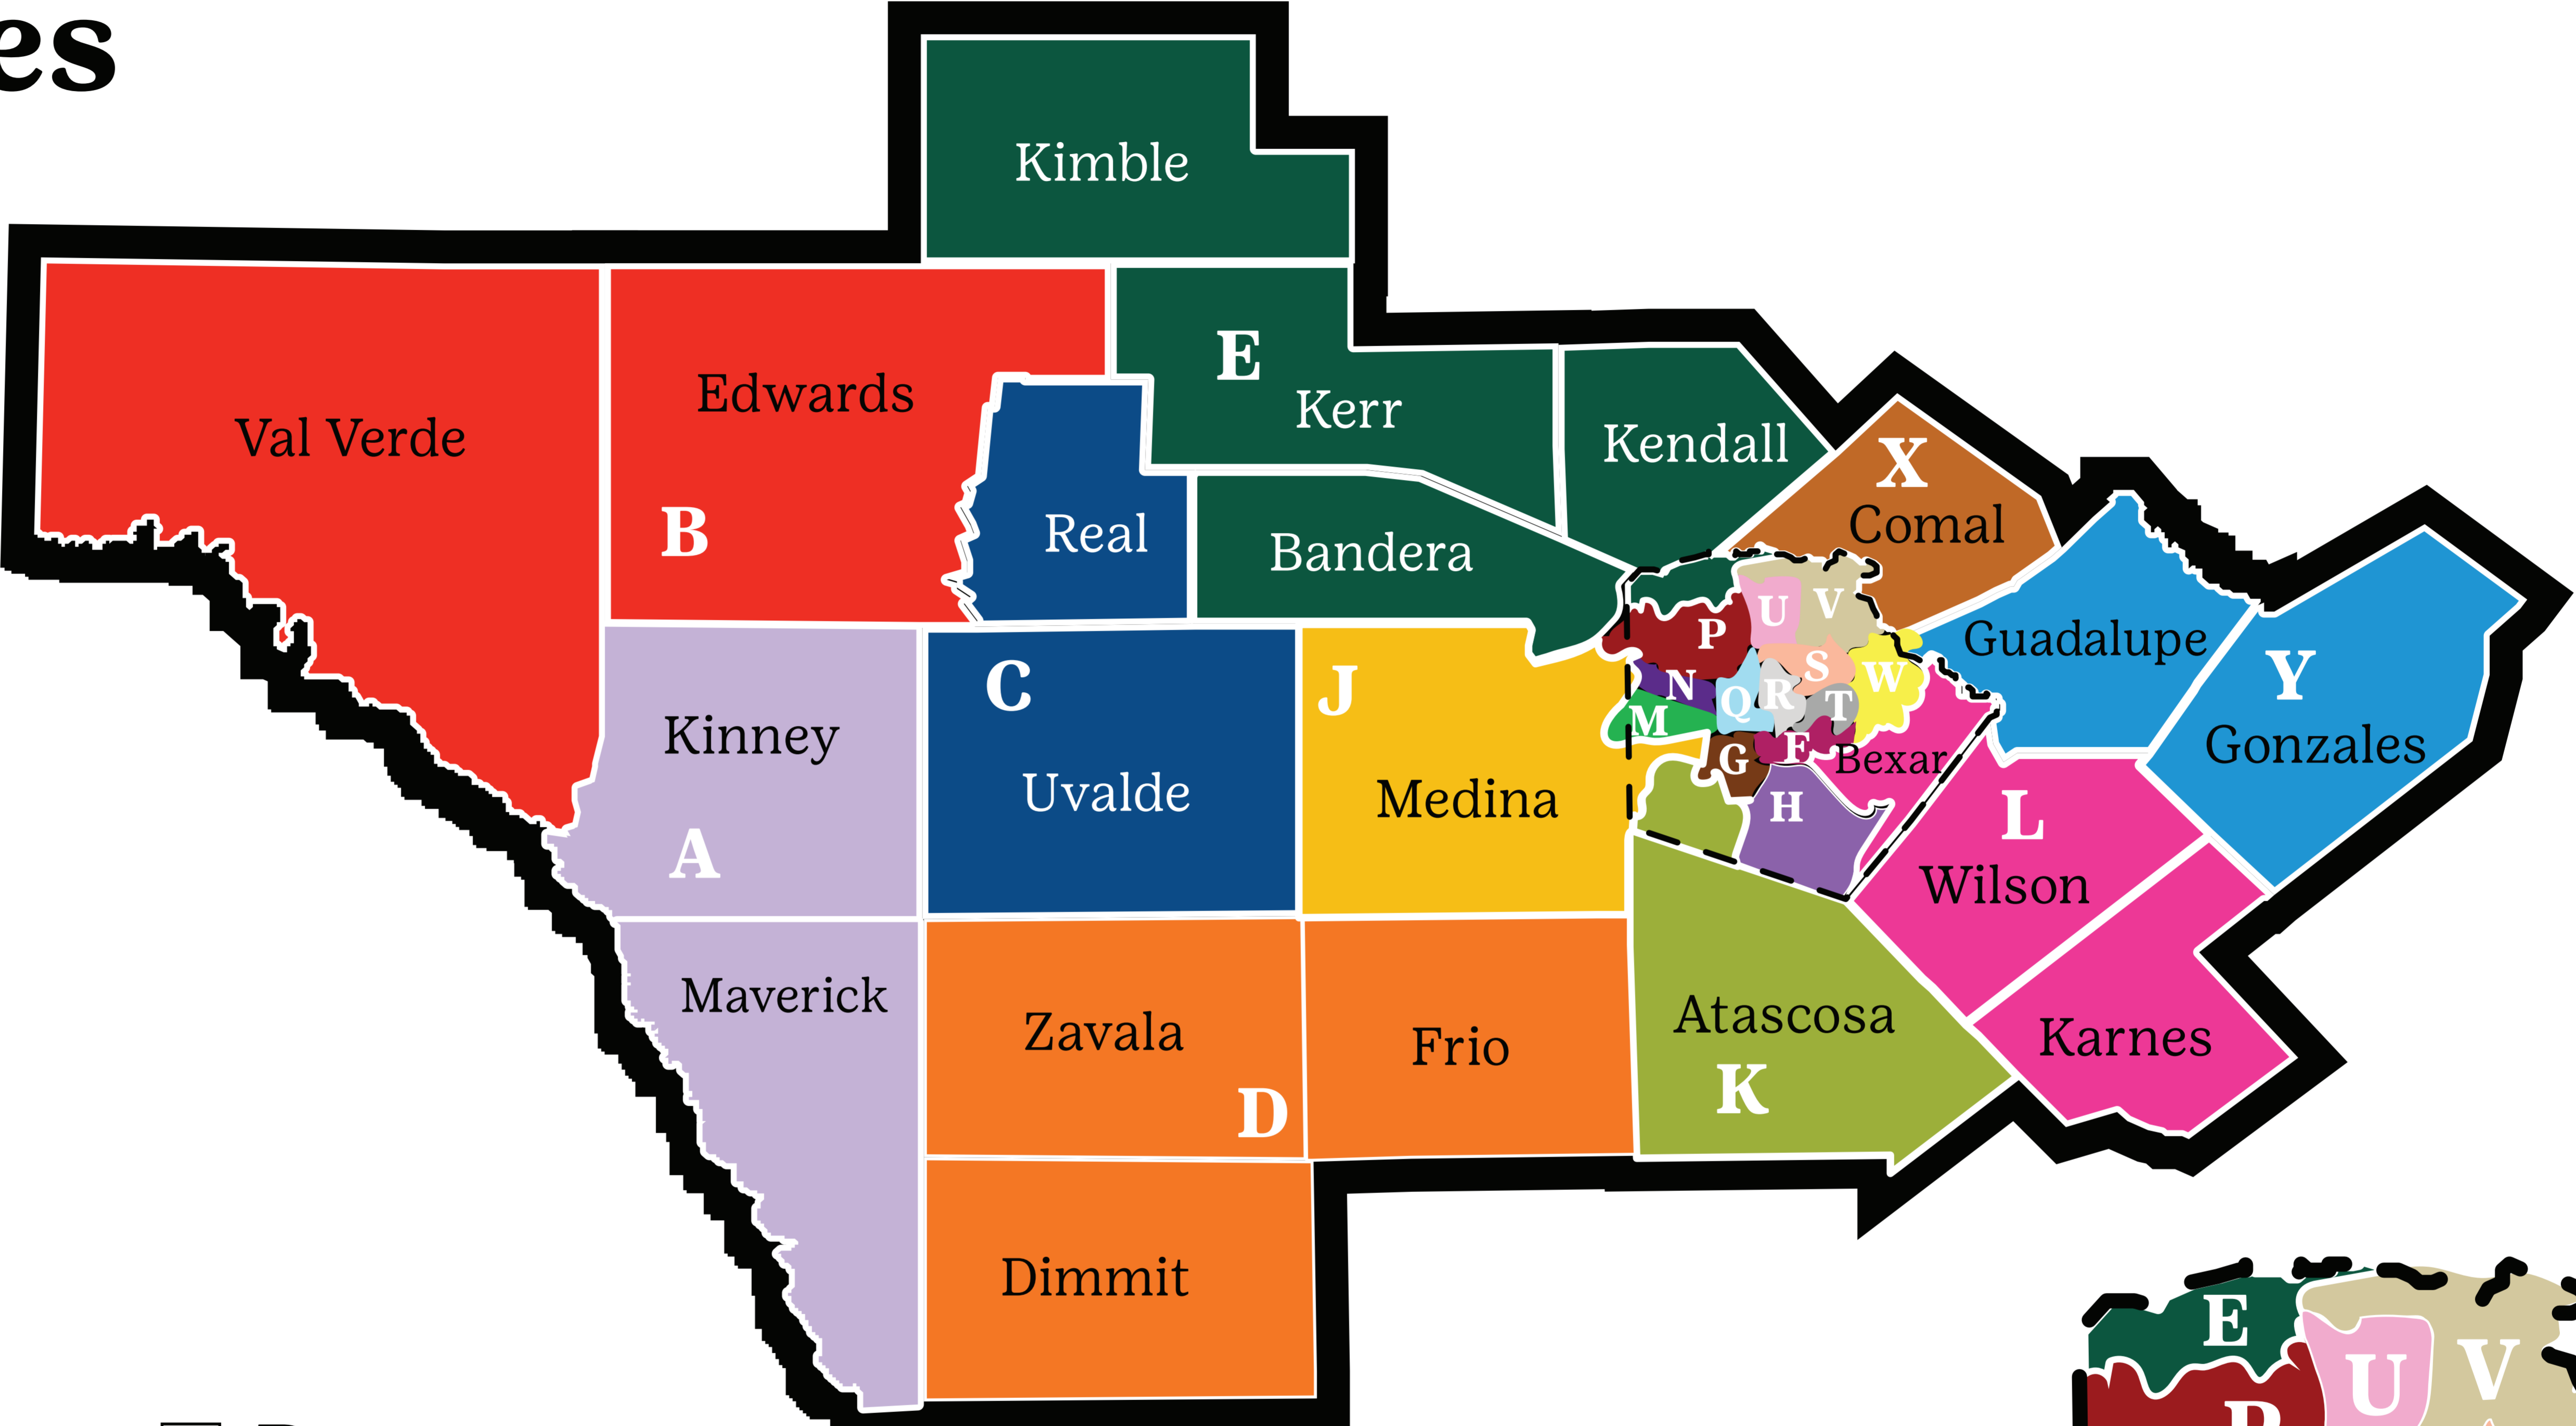 es
Kimble
E
Edwards
Kerr
Val Verde
Kendall
X
Comal
B
Real
Bandera
U
V
P
Guadalupe
S
N
W
Q
R
T
M
C
J
Y
Kinney
F
G
Bexar
Gonzales
Uvalde
Medina
H
L
A
Wilson
Maverick
Zavala
Frio
Atascosa
Karnes
D
K
Dimmit
E
U
V